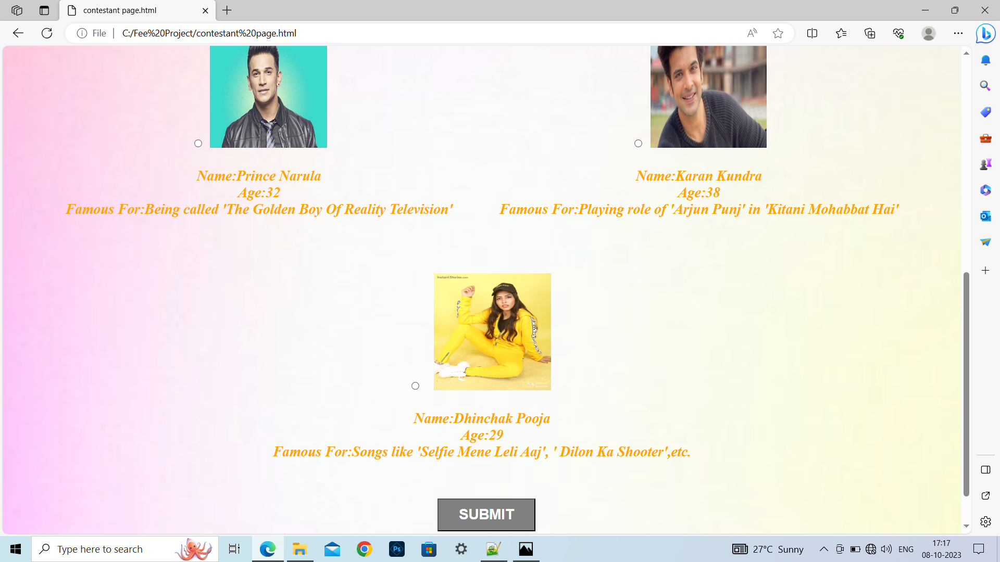 contestant page.html
File
C:/Fee%20Project/contestant%20page.html
Name:Prince Narula
Age:32
Famous For:Being called 'The Golden Boy Of Reality Television'
Name:Karan Kundra
Age:38
Famous For:Playing role of 'Arjun Punj' in 'Kitani Mohabbat Hai'
InstantStories.com
Name:Dhinchak Pooja
Age:29
Famous For:Songs like 'Selfie Mene Leli Aaj', ' Dilon Ka Shooter',etc.
SUBMIT
Type here to search
Ps
27°C Sunny
ENG
17:17
08-10-2023